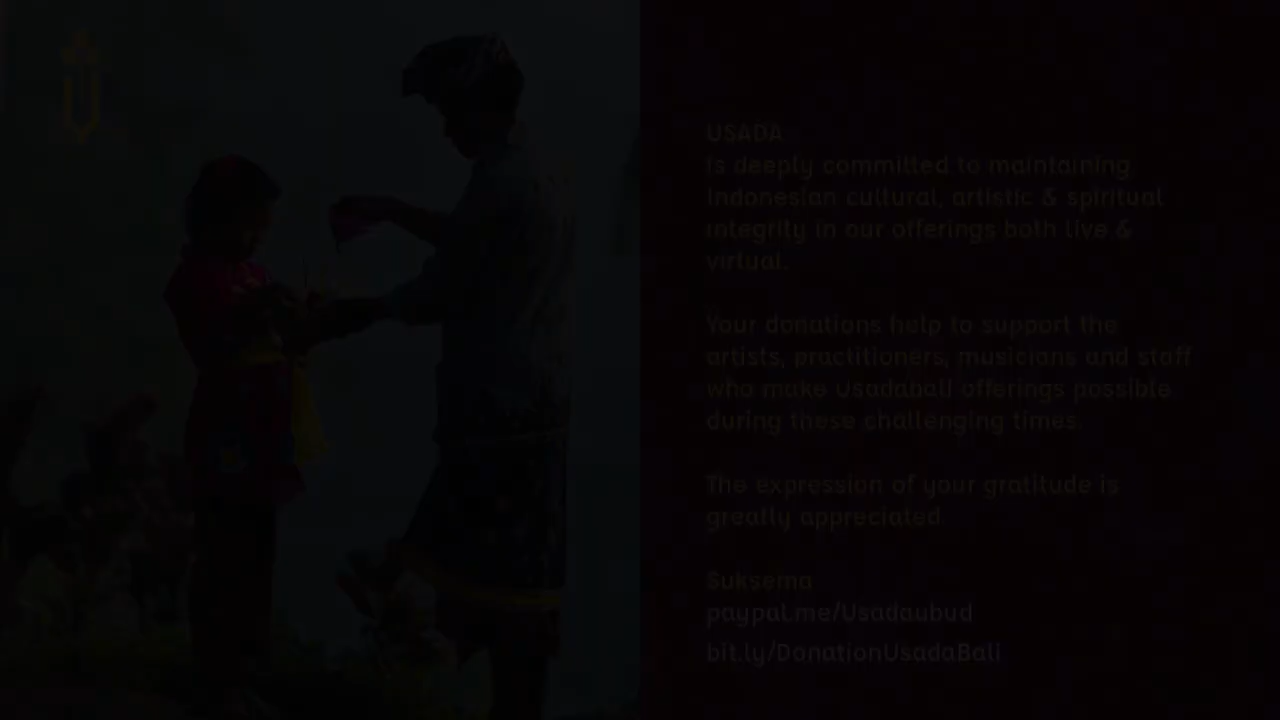 USADA
is deeply committed to maintaining
Indonesian cultural, artistic & spiritual
integrity in our offerings both live &
virtual.
Your donations help to support the
artists, practitioners, musicians and staff
who make Usadabali offerings possible
during these challenging times.
The expression of your gratitude is
greatly appreciated
Suksema
paypal.me/Usadaubud
bit.ly/DonationUsadaBali